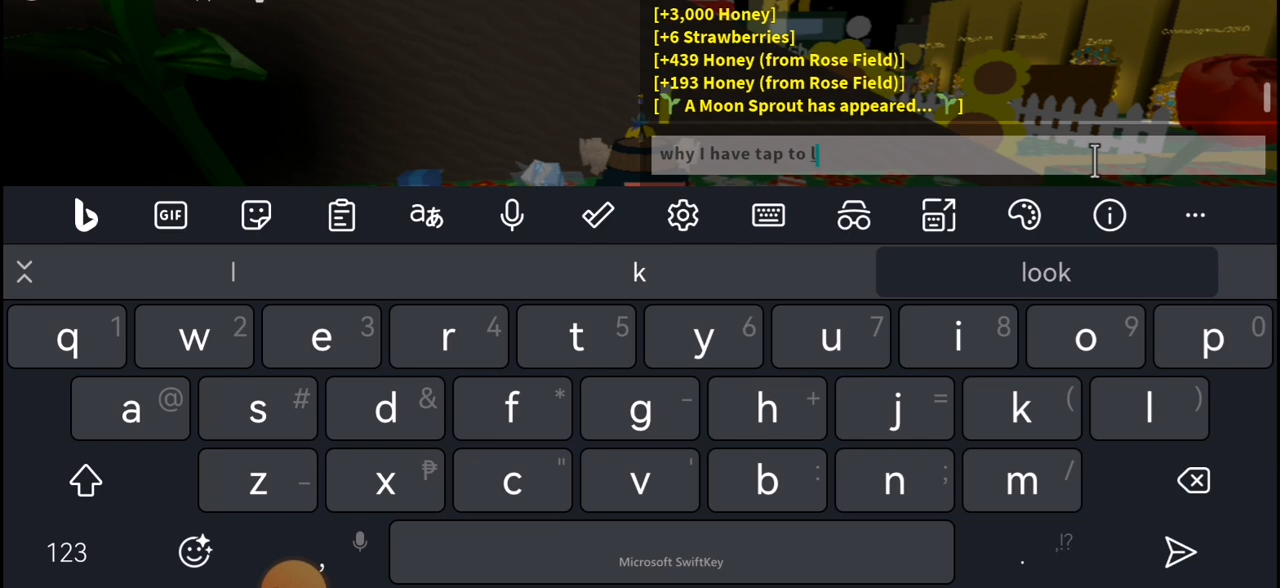 [+3,000 Honey]
[+6 Strawberries]
[+439 Honey (from Rose Field)]
[+193 Honey (from Rose Field)]
[🌱 A Moon Sprout has appeared... 🌱]
why I have tap to l
GIF
aあ
l k look
q 1 w 2 e 3 r 4 t 5 y 6 u 7 i 8 o 9 p 0
a @ s # d & f * g - h + j = k ( l )
z _ x ₱ c " v ' b : n ; m /
123 , Microsoft SwiftKey . ,!?